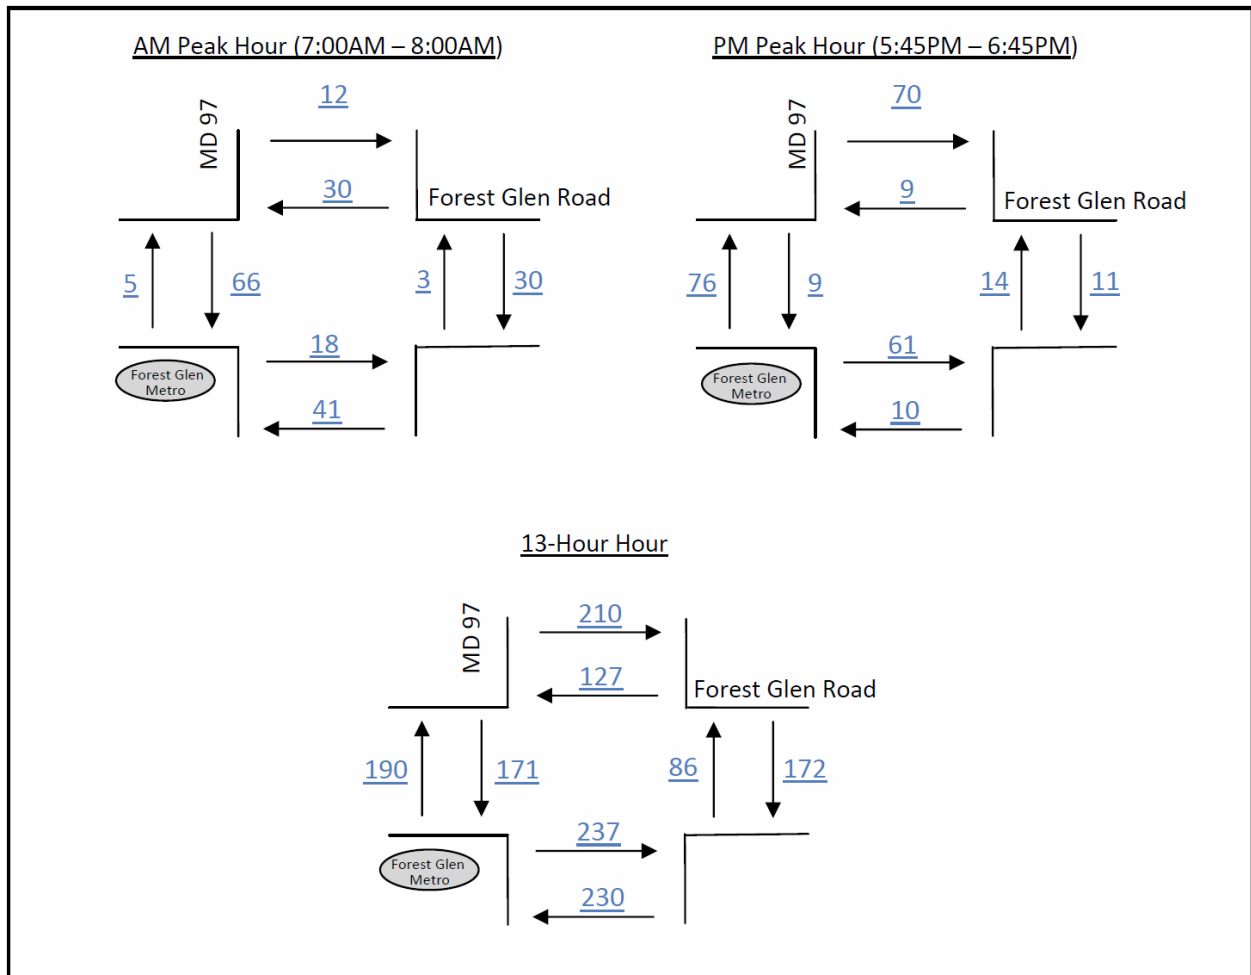 AM Peak Hour (7:00AM – 8:00AM)
12
MD 97
30
Forest Glen Road
5
66
3
30
18
Forest Glen
Metro
41
PM Peak Hour (5:45PM – 6:45PM)
70
MD 97
9
Forest Glen Road
76
9
14
11
61
Forest Glen
Metro
10
13-Hour Hour
210
MD 97
127
Forest Glen Road
190
171
86
172
237
Forest Glen
Metro
230